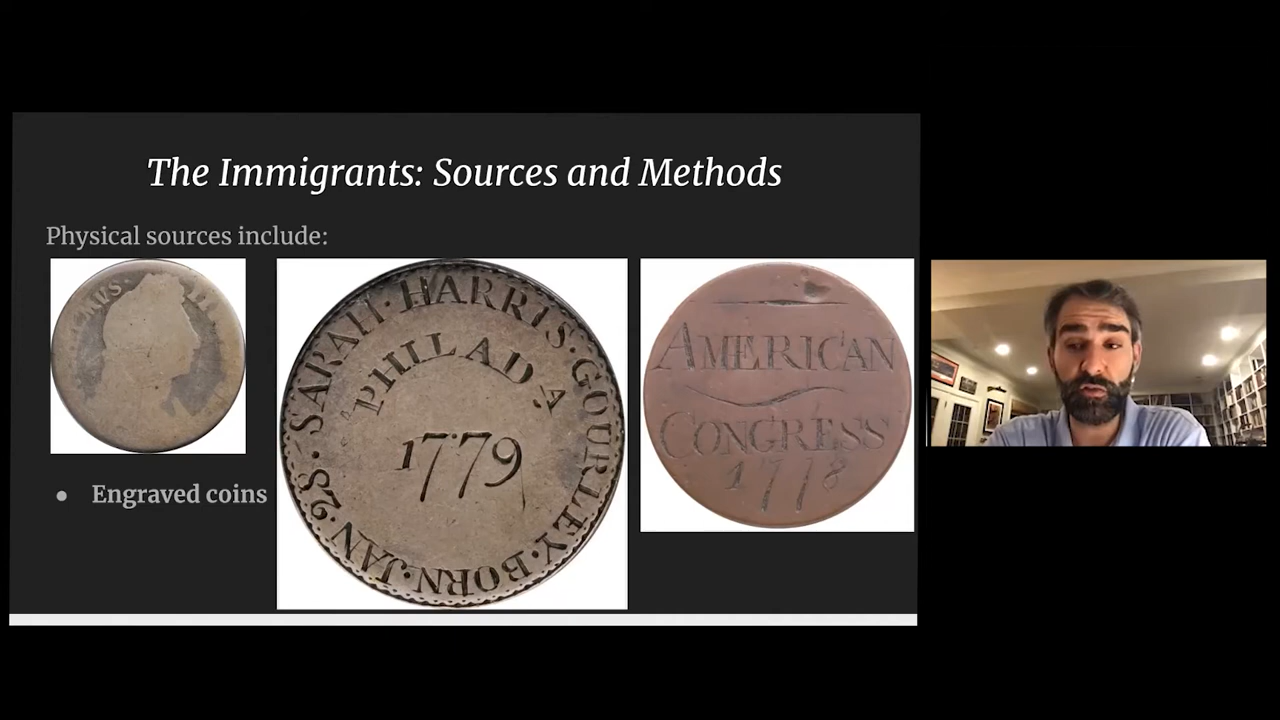 The Immigrants: Sources and Methods
Physical sources include:
● Engraved coins
SARAH·HARRIS·GOURLEY·BORN·JAN·28·
PHILADA
1779
AMERICAN
CONGRESS
1778